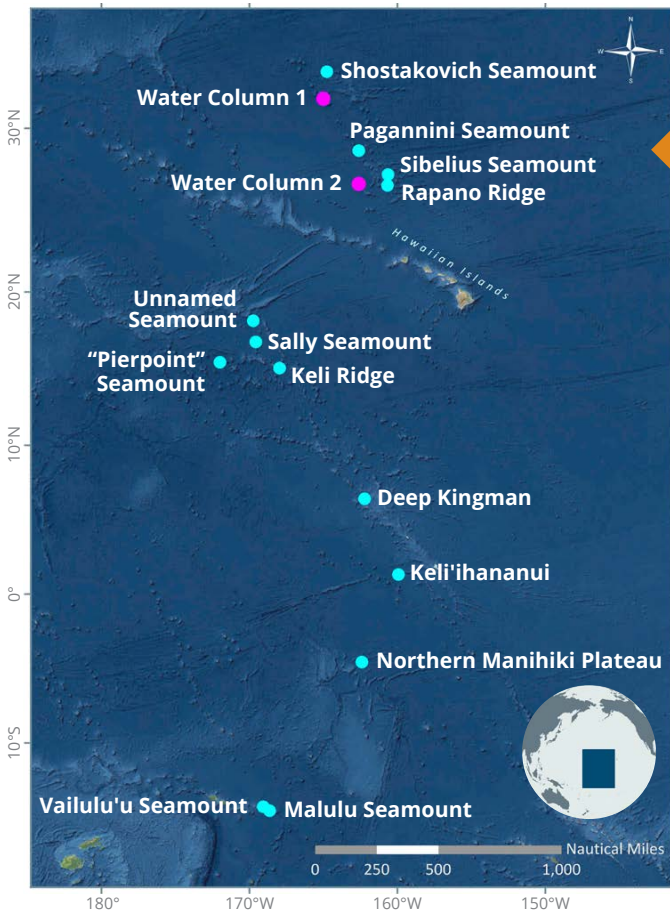 N
W E
S
Shostakovich Seamount
Water Column 1
30°N
Pagannini Seamount
Sibelius Seamount
Water Column 2
Rapano Ridge
Hawaiian Islands
20°N
Unnamed
Seamount
Sally Seamount
“Pierpoint”
Seamount
Keli Ridge
10°N
Deep Kingman
Keli'ihananui
0°
Northern Manihiki Plateau
10°S
Vailulu'u Seamount
Malulu Seamount
Nautical Miles
0 250 500 1,000
180° 170°W 160°W 150°W